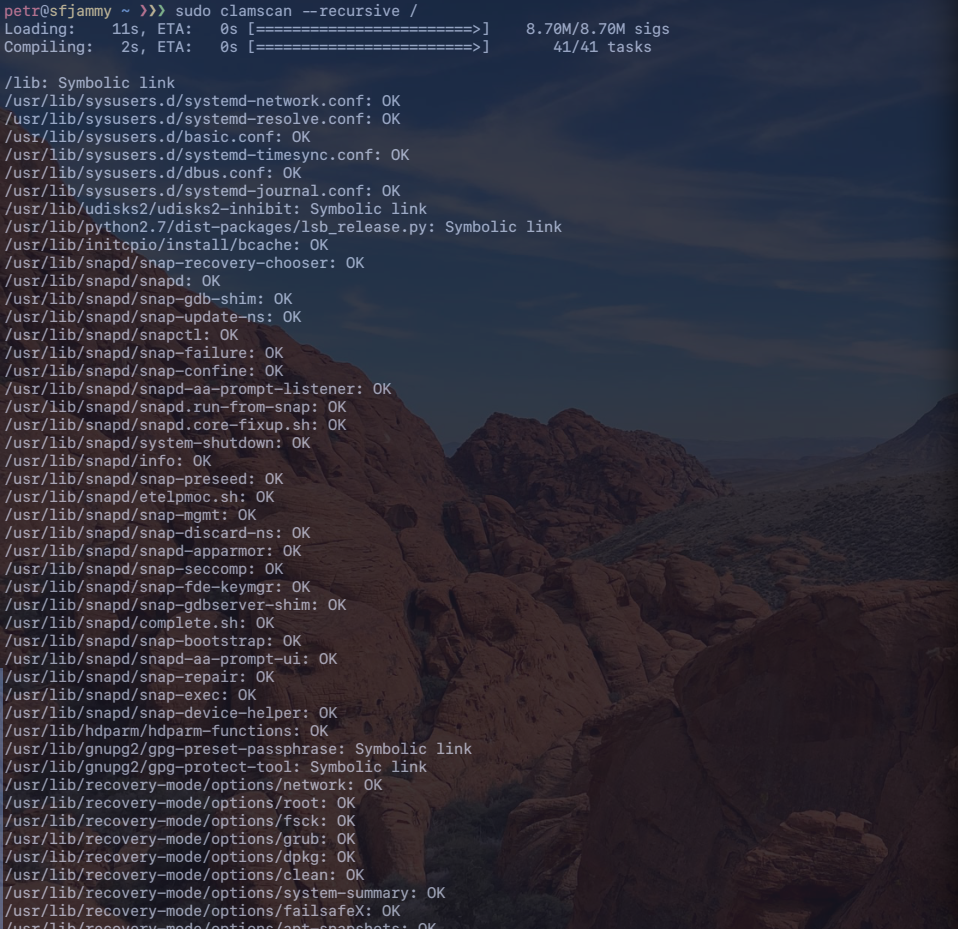 petr@sfjammy ~ ❯❯❯ sudo clamscan --recursive /
Loading:    11s, ETA:   0s [========================>]    8.70M/8.70M sigs
Compiling:   2s, ETA:   0s [========================>]       41/41 tasks
/lib: Symbolic link
/usr/lib/sysusers.d/systemd-network.conf: OK
/usr/lib/sysusers.d/systemd-resolve.conf: OK
/usr/lib/sysusers.d/basic.conf: OK
/usr/lib/sysusers.d/systemd-timesync.conf: OK
/usr/lib/sysusers.d/dbus.conf: OK
/usr/lib/sysusers.d/systemd-journal.conf: OK
/usr/lib/udisks2/udisks2-inhibit: Symbolic link
/usr/lib/python2.7/dist-packages/lsb_release.py: Symbolic link
/usr/lib/initcpio/install/bcache: OK
/usr/lib/snapd/snap-recovery-chooser: OK
/usr/lib/snapd/snapd: OK
/usr/lib/snapd/snap-gdb-shim: OK
/usr/lib/snapd/snap-update-ns: OK
/usr/lib/snapd/snapctl: OK
/usr/lib/snapd/snap-failure: OK
/usr/lib/snapd/snap-confine: OK
/usr/lib/snapd/snapd-aa-prompt-listener: OK
/usr/lib/snapd/snapd.run-from-snap: OK
/usr/lib/snapd/snapd.core-fixup.sh: OK
/usr/lib/snapd/system-shutdown: OK
/usr/lib/snapd/info: OK
/usr/lib/snapd/snap-preseed: OK
/usr/lib/snapd/etelpmoc.sh: OK
/usr/lib/snapd/snap-mgmt: OK
/usr/lib/snapd/snap-discard-ns: OK
/usr/lib/snapd/snapd-apparmor: OK
/usr/lib/snapd/snap-seccomp: OK
/usr/lib/snapd/snap-fde-keymgr: OK
/usr/lib/snapd/snap-gdbserver-shim: OK
/usr/lib/snapd/complete.sh: OK
/usr/lib/snapd/snap-bootstrap: OK
/usr/lib/snapd/snapd-aa-prompt-ui: OK
/usr/lib/snapd/snap-repair: OK
/usr/lib/snapd/snap-exec: OK
/usr/lib/snapd/snap-device-helper: OK
/usr/lib/hdparm/hdparm-functions: OK
/usr/lib/gnupg2/gpg-preset-passphrase: Symbolic link
/usr/lib/gnupg2/gpg-protect-tool: Symbolic link
/usr/lib/recovery-mode/options/network: OK
/usr/lib/recovery-mode/options/root: OK
/usr/lib/recovery-mode/options/fsck: OK
/usr/lib/recovery-mode/options/grub: OK
/usr/lib/recovery-mode/options/dpkg: OK
/usr/lib/recovery-mode/options/clean: OK
/usr/lib/recovery-mode/options/system-summary: OK
/usr/lib/recovery-mode/options/failsafeX: OK
/usr/lib/recovery-mode/options/apt-snapshots: OK